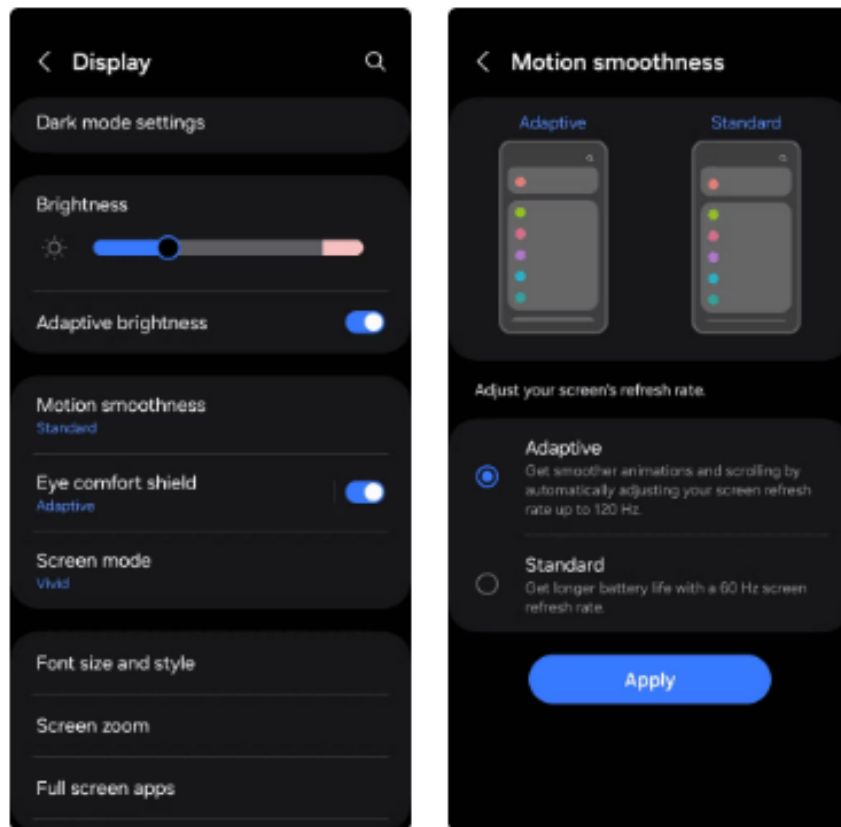 Display
Dark mode settings
Brightness
Adaptive brightness
Motion smoothness
Standard
Eye comfort shield
Adaptive
Screen mode
Vivid
Font size and style
Screen zoom
Full screen apps
Motion smoothness
Adaptive
Standard
Adjust your screen's refresh rate.
Adaptive
Get smoother animations and scrolling by
automatically adjusting your screen refresh
rate up to 120 Hz.
Standard
Get longer battery life with a 60 Hz screen
refresh rate.
Apply